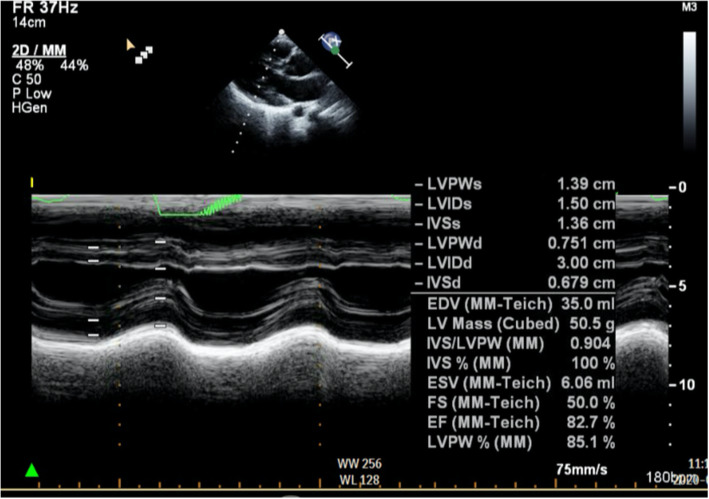 FR 37Hz
14cm
M3
2D / MM
48% 44%
C 50
P Low
HGen
LVPWs 1.39 cm
LVIDs 1.50 cm
IVSs 1.36 cm
LVPWd 0.751 cm
LVIDd 3.00 cm
IVSd 0.679 cm
EDV (MM-Teich) 35.0 ml
LV Mass (Cubed) 50.5 g
IVS/LVPW (MM) 0.904
IVS % (MM) 100 %
ESV (MM-Teich) 6.06 ml
FS (MM-Teich) 50.0 %
EF (MM-Teich) 82.7 %
LVPW % (MM) 85.1 %
0
5
10
WW 256
WL 128
75mm/s
180bpm